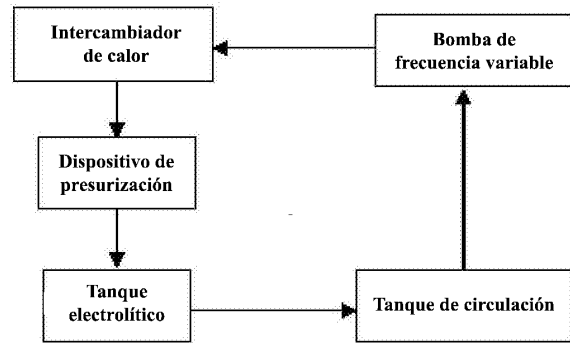 Intercambiador
de calor
Bomba de
frecuencia variable
Dispositivo de
presurización
Tanque
electrolítico
Tanque de circulación